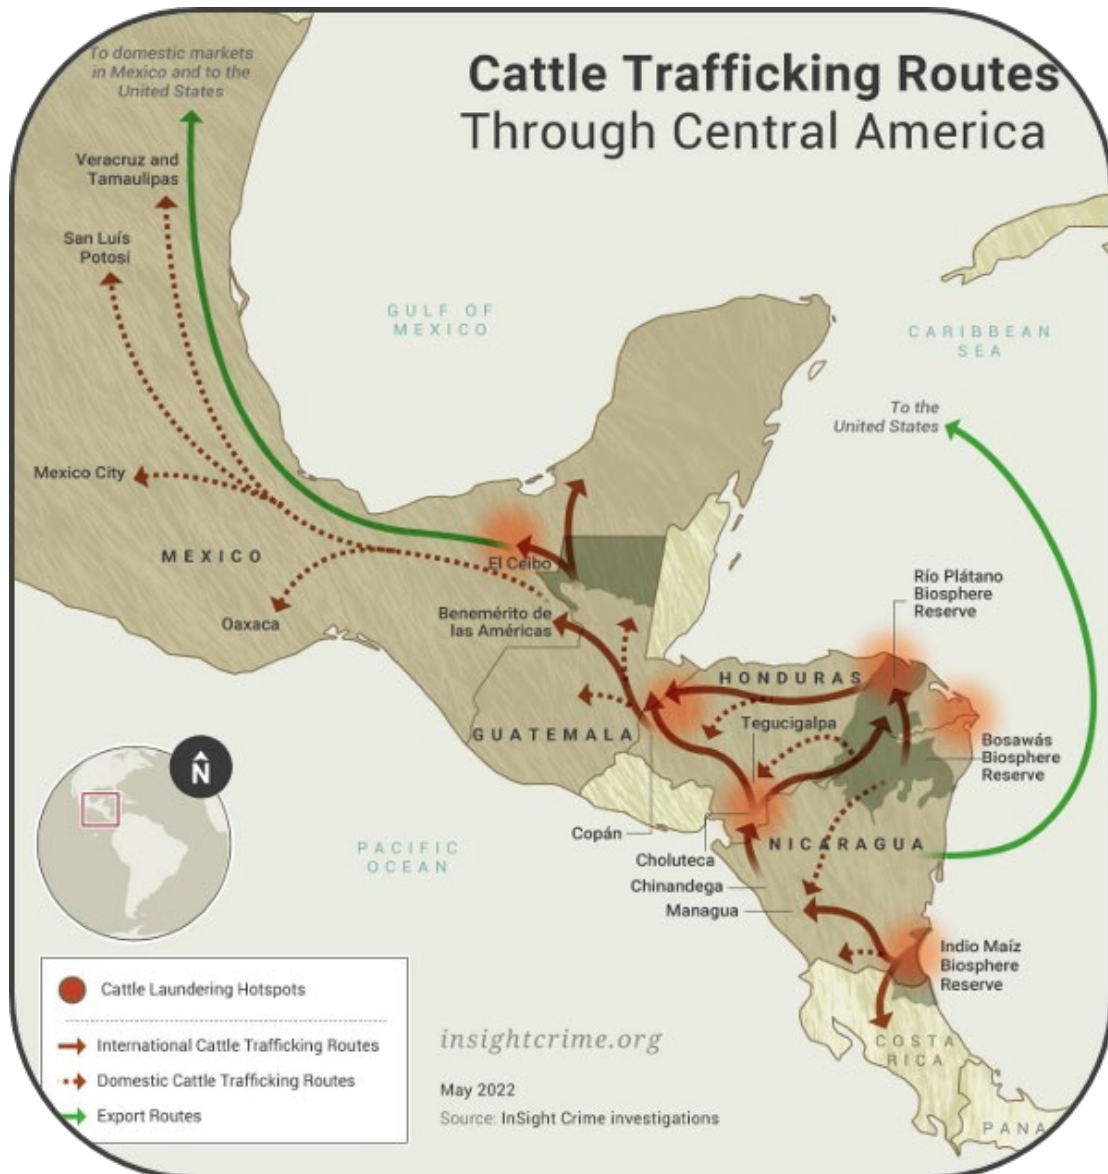 Cattle Trafficking Routes
Through Central America
To domestic markets
in Mexico and to the
United States
Veracruz and
Tamaulipas
San Luís
Potosí
GULF OF
MEXICO
CARIBBEAN
SEA
To the
United States
Mexico City
MEXICO
El Ceibo
Oaxaca
Benemérito de
las Américas
Río Plátano
Biosphere
Reserve
HONDURAS
GUATEMALA
Tegucigalpa
Bosawás
Biosphere
Reserve
N
Copán
PACIFIC
OCEAN
Choluteca
NICARAGUA
Chinandega
Managua
Indio Maíz
Biosphere
Reserve
COSTA
RICA
PANA
Cattle Laundering Hotspots
International Cattle Trafficking Routes
Domestic Cattle Trafficking Routes
Export Routes
insightcrime.org
May 2022
Source: InSight Crime investigations